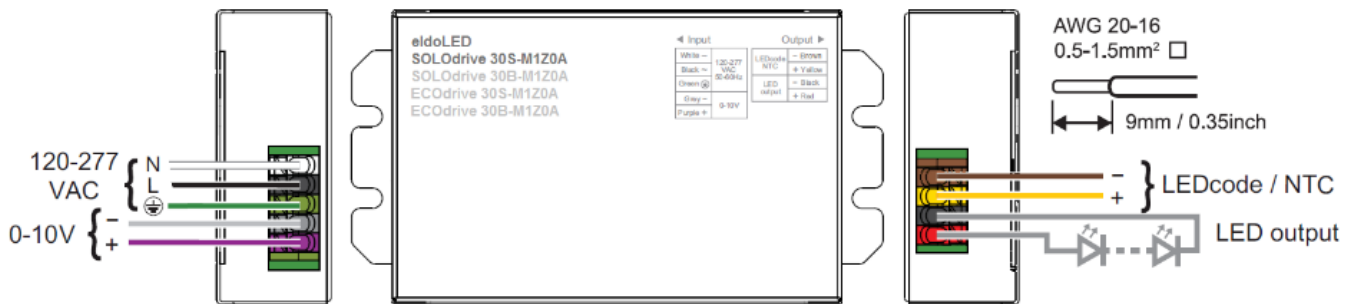 eldoLED
SOLOdrive 30S-M1Z0A
SOLOdrive 30B-M1Z0A
ECOdrive 30S-M1Z0A
ECOdrive 30B-M1Z0A
◄ Input
White ~
Black ~
Green
Grey -
Purple +
120-277
VAC
50-60Hz
0-10V
Output ►
LEDcode
NTC
LED
output
- Brown
+ Yellow
- Black
+ Red
AWG 20-16
0.5-1.5mm²
9mm / 0.35inch
120-277
VAC
N
L
0-10V
-
+
-
+
LEDcode / NTC
LED output